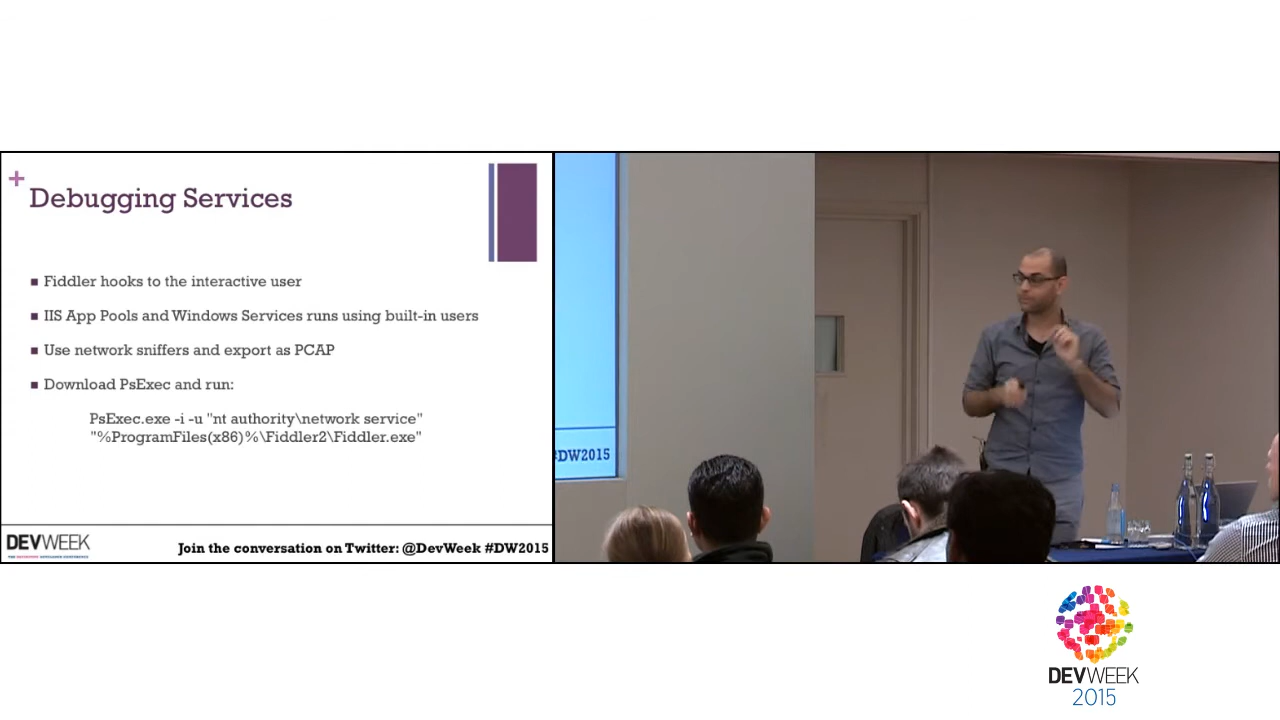 +
Debugging Services
Fiddler hooks to the interactive user
IIS App Pools and Windows Services runs using built-in users
Use network sniffers and export as PCAP
Download PsExec and run:
PsExec.exe -i -u "nt authority\network service"
"%ProgramFiles(x86)%\Fiddler2\Fiddler.exe"
DEVWEEK
Join the conversation on Twitter: @DevWeek #DW2015
#DW2015
DEVWEEK
2015